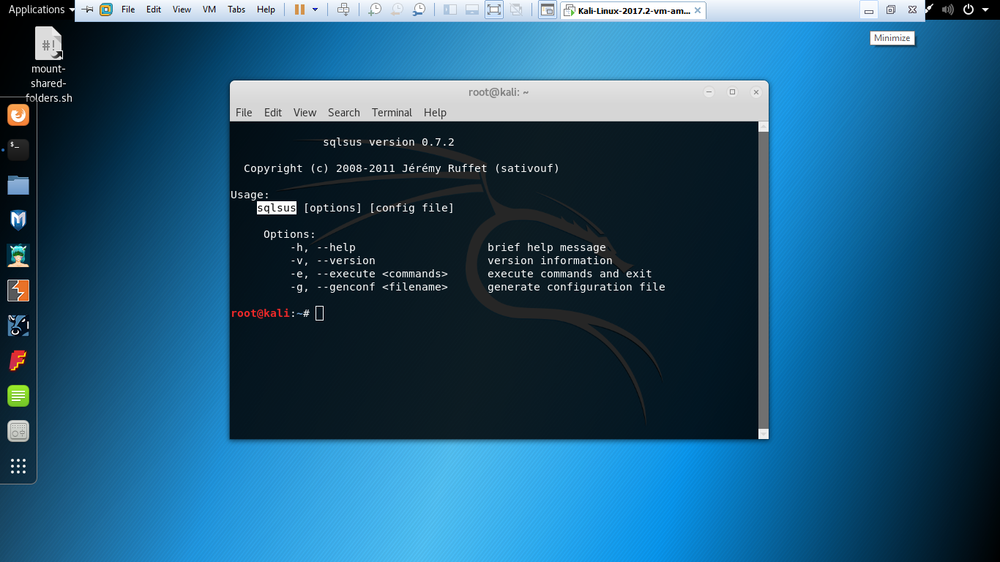 Applications
File Edit View VM Tabs Help
Kali-Linux-2017.2-vm-am...
Minimize
#!
mount-
shared-
folders.sh
root@kali: ~
File Edit View Search Terminal Help
sqlsus version 0.7.2
Copyright (c) 2008-2011 Jérémy Ruffet (sativouf)
Usage:
sqlsus [options] [config file]
Options:
-h, --help brief help message
-v, --version version information
-e, --execute <commands> execute commands and exit
-g, --genconf <filename> generate configuration file
root@kali:~#